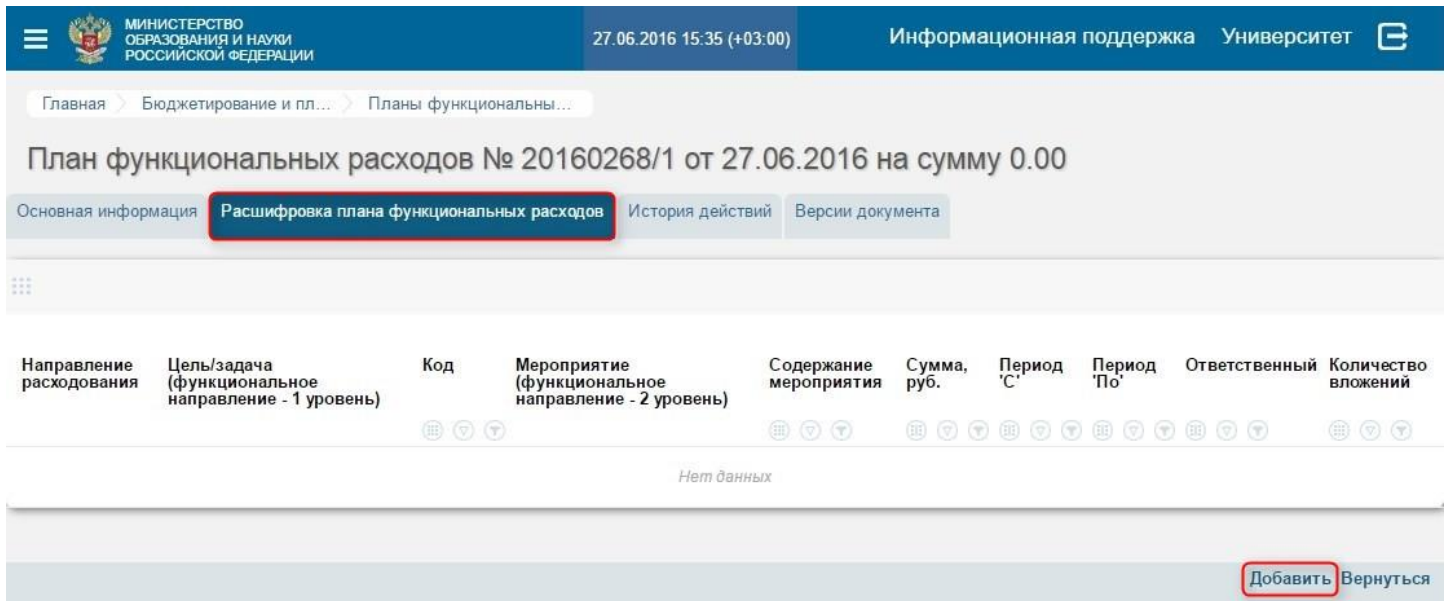 МИНИСТЕРСТВО
ОБРАЗОВАНИЯ И НАУКИ
РОССИЙСКОЙ ФЕДЕРАЦИИ
27.06.2016 15:35 (+03:00)
Информационная поддержка Университет
Главная Бюджетирование и пл... Планы функциональны...
План функциональных расходов № 20160268/1 от 27.06.2016 на сумму 0.00
Основная информация Расшифровка плана функциональных расходов История действий Версии документа
Направление
расходования
Цель/задача
(функциональное
направление - 1 уровень)
Код
Мероприятие
(функциональное
направление - 2 уровень)
Содержание
мероприятия
Сумма,
руб.
Период
'С'
Период
'По'
Ответственный
Количество
вложений
Нет данных
Добавить Вернуться